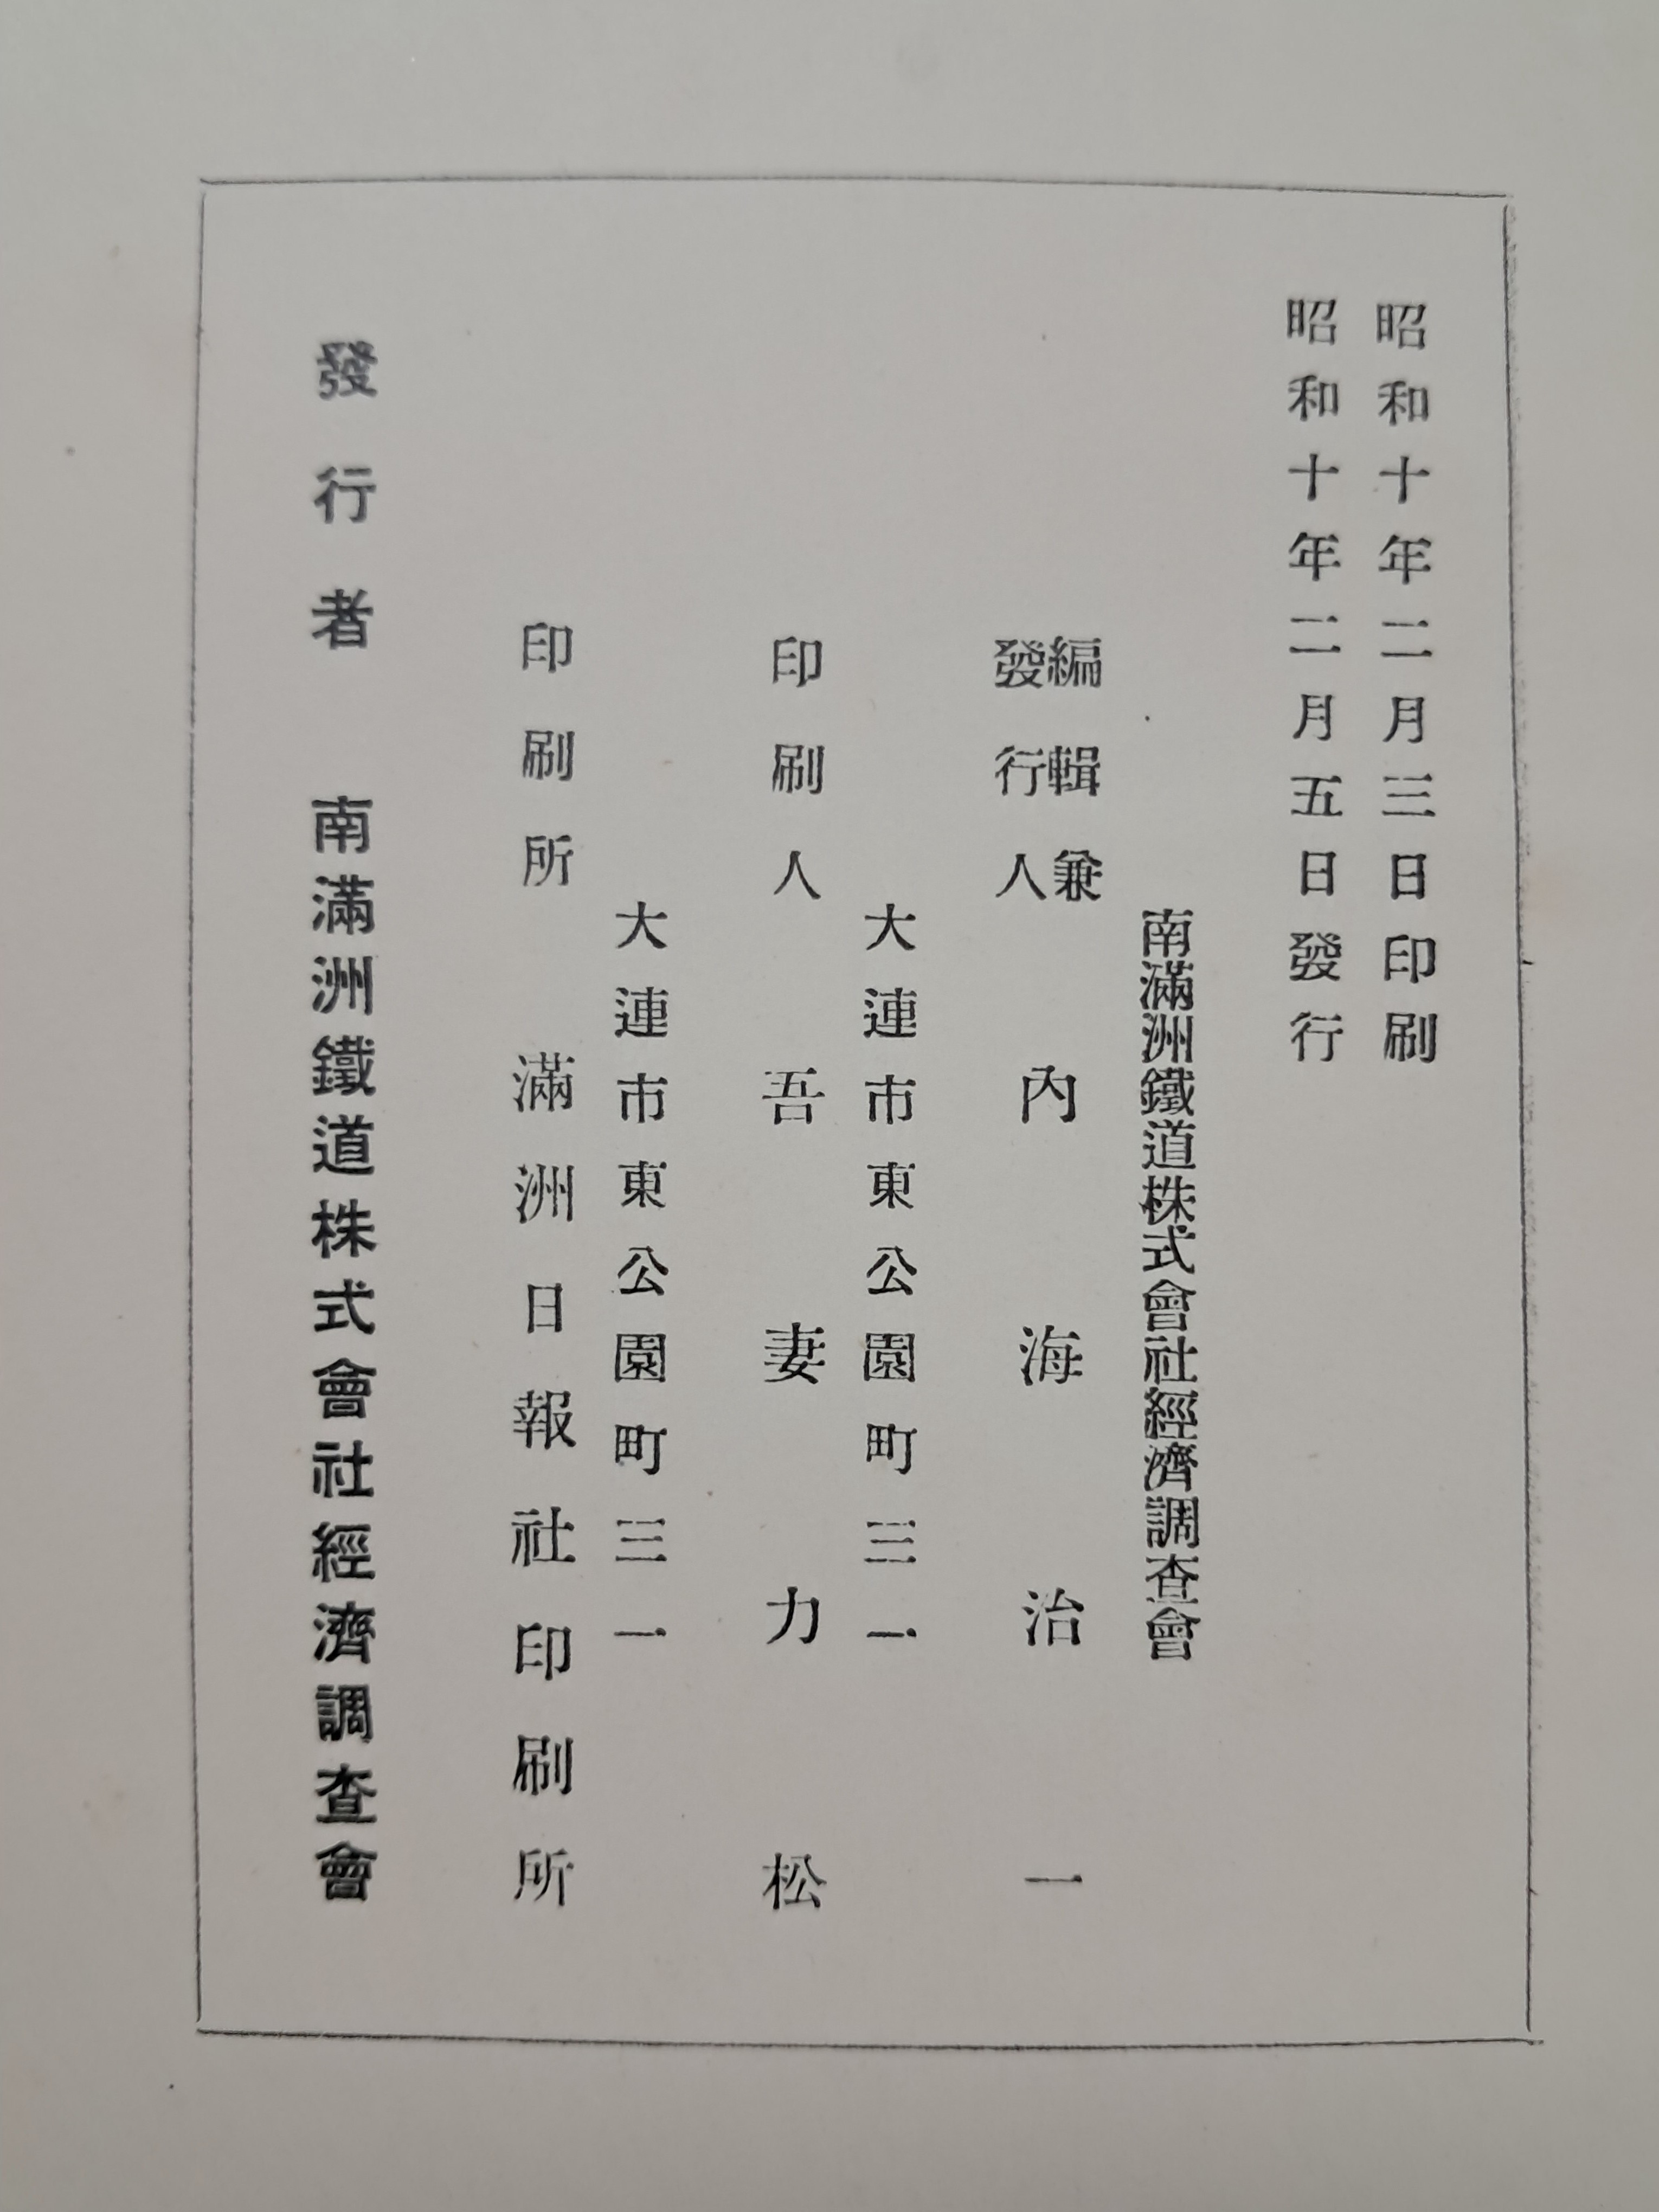 昭和十年二月三日印刷
昭和十年二月五日發行
南滿洲鐵道株式會社經濟調査會
編輯兼
發行人 內海治一
大連市東公園町三一
印刷人 吾妻力松
大連市東公園町三一
印刷所 滿洲日報社印刷所
發行者 南滿洲鐵道株式會社經濟調査會